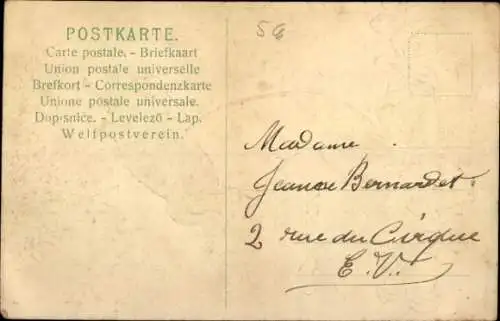 POSTKARTE.
Carte postale. - Briefkaart
Union postale universelle
Brefkort - Correspondenzkarte
Unione postale universale.
Dopisnice. - Levelező - Lap.
Weltpostverein.
56
Madame
Jeanne Bernardet
2 rue du Cirque
E. V.